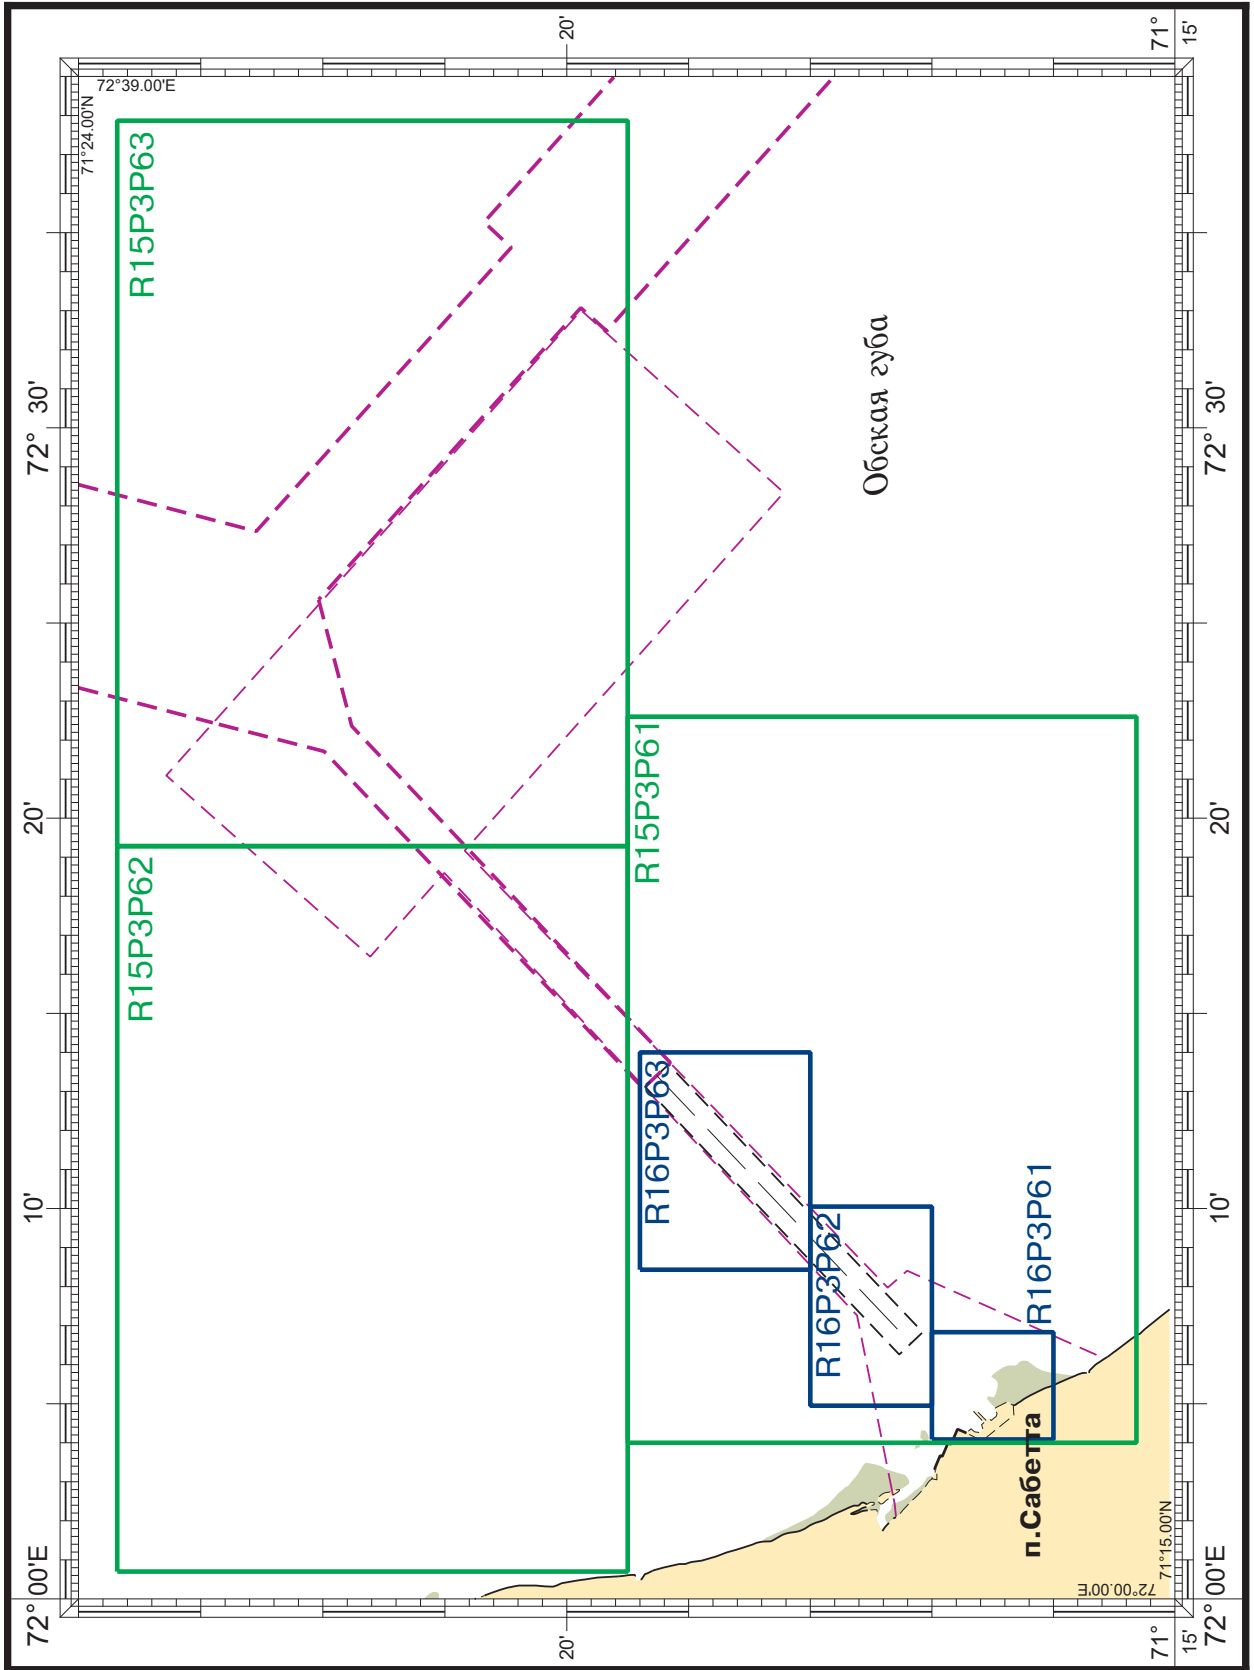 72° 00'E
20'
71°
15'
10'
20'
72° 30'
72° 39.00'E
71°24.00'N
R15P3P62
R15P3P63
R15P3P61
R16P3P63
R16P3P62
R16P3P61
Обская губа
п.Сабетта
72°00.00'E
71°15.00'N
72° 00'E
10'
20'
72° 30'
20'
71°
15'